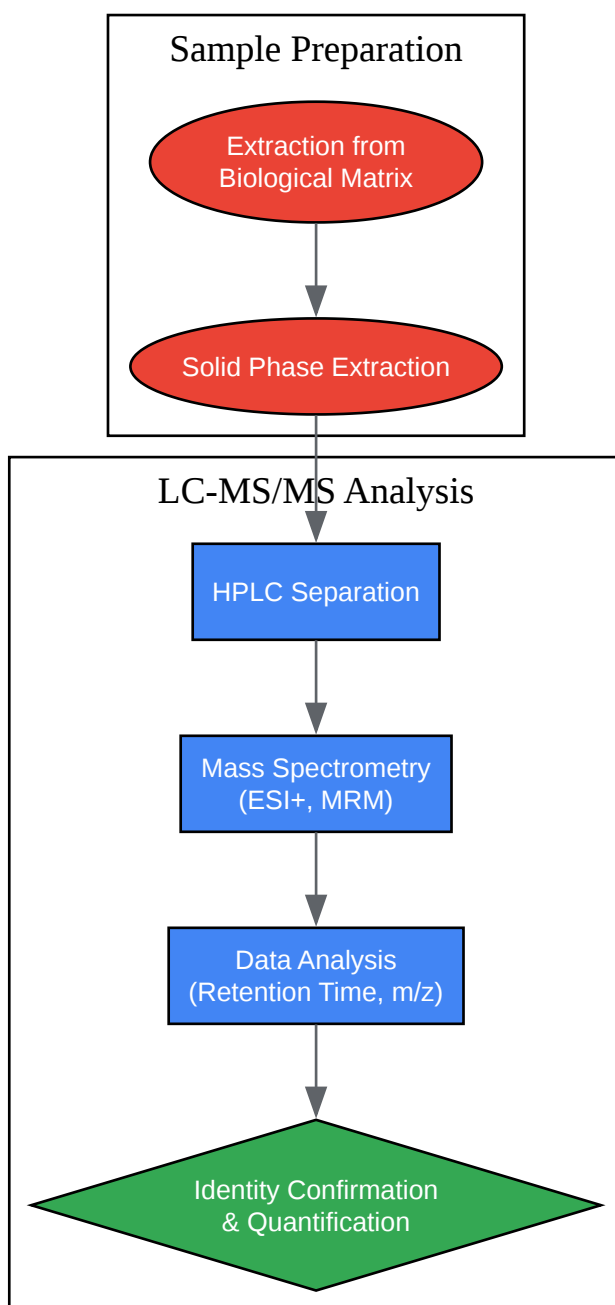 Sample Preparation
Extraction from
Biological Matrix
Solid Phase Extraction
LC-MS/MS Analysis
HPLC Separation
Mass Spectrometry
(ESI+, MRM)
Data Analysis
(Retention Time, m/z)
Identity Confirmation
& Quantification